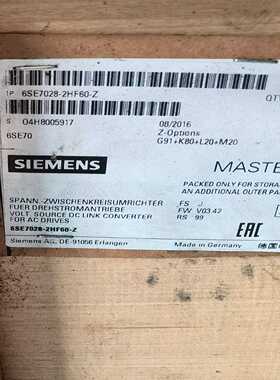 1P 6SE7028-2HF60-Z
QTY
S 04H8005917
08/2016
6SE70
Z-Options
G91+K80+L20+M20
SIEMENS
MASTE
PACKED ONLY FOR STORA
AN ADDITIONAL OUTER PA
SPANN.-ZWISCHENKREISUMRICHTER
FUER DREHSTROMANTRIEBE
VOLT. SOURCE DC LINK CONVERTER
FOR AC DRIVES
6SE7028-2HF60-Z
FS J
FW V03.42
RS 99
EAC
Siemens AG, DE-91056 Erlangen
Made in